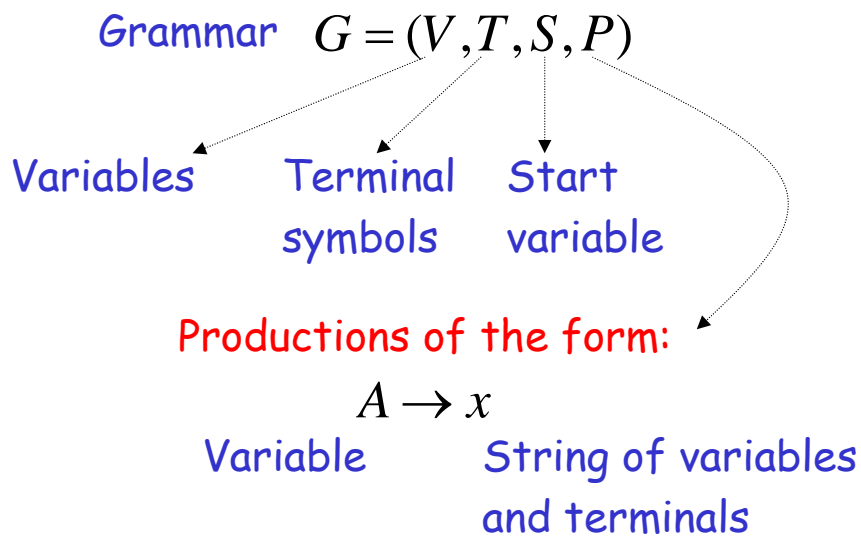 Grammar G = (V, T, S, P)
Variables Terminal symbols Start variable
Productions of the form:
A → x
Variable String of variables and terminals